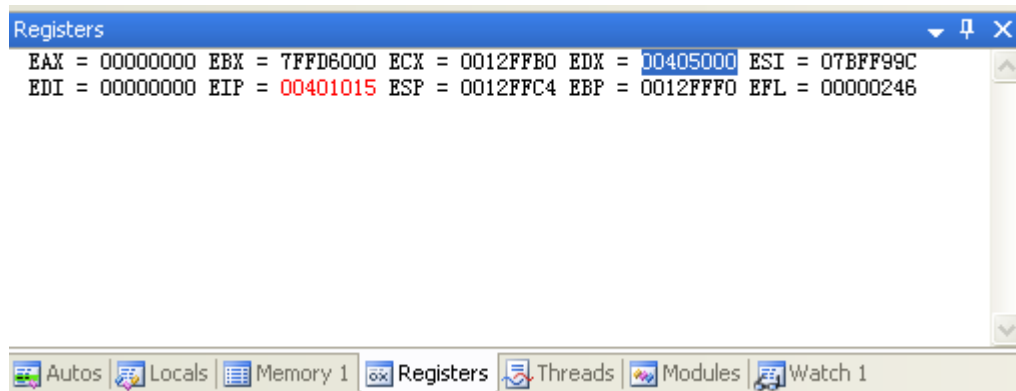 Registers
EAX = 00000000 EBX = 7FFD6000 ECX = 0012FFB0 EDX = 00405000 ESI = 07BFF99C
EDI = 00000000 EIP = 00401015 ESP = 0012FFC4 EBP = 0012FFF0 EFL = 00000246
Autos Locals Memory 1 Registers Threads Modules Watch 1